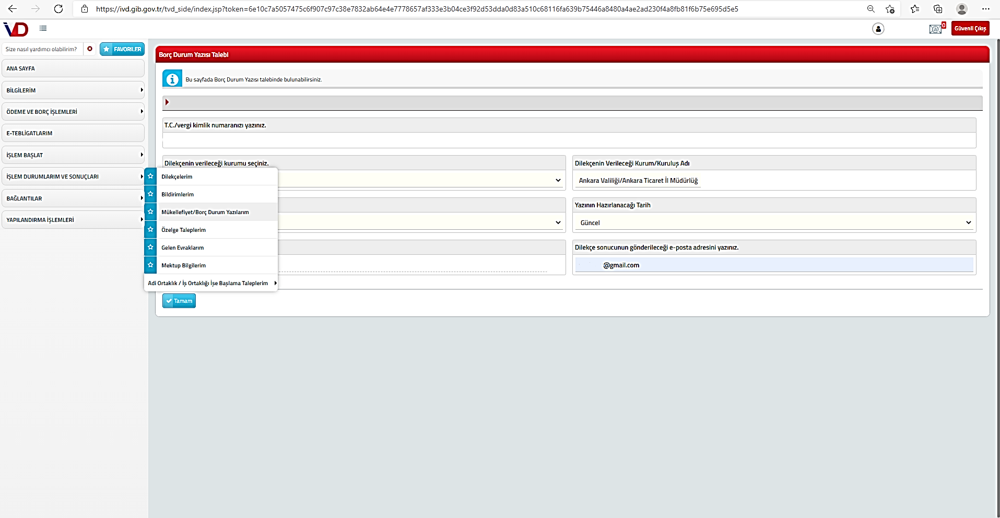 https://ivd.gib.gov.tr/tvd_side/index.jsp?token=6e10c7a5057475c6f907c97c38e7832ab64e4e7778657af333e3b04ce3f92d53dda0d83a510c68116fa639b75446a8480a4ae2ad230f4a8fb81f6b75e695d5e5
iVD
0
Güvenli Çıkış
Size nasıl yardımcı olabilirim?
FAVORİLER
ANA SAYFA
BİLGİLERİM
ÖDEME VE BORÇ İŞLEMLERİ
E-TEBLİGATLARIM
İŞLEM BAŞLAT
İŞLEM DURUMLARIM VE SONUÇLARI
BAĞLANTILAR
YAPILANDIRMA İŞLEMLERİ
Dilekçelerim
Bildirimlerim
Mükellefiyet/Borç Durum Yazılarım
Özelge Taleplerim
Gelen Evraklarım
Mektup Bilgilerim
Adi Ortaklık / İş Ortaklığı İşe Başlama Taleplerim
Borç Durum Yazısı Talebi
Bu sayfada Borç Durum Yazısı talebinde bulunabilirsiniz.
T.C./vergi kimlik numaranızı yazınız.
Dilekçenin verileceği kurumu seçiniz.
Dilekçenin Verileceği Kurum/Kuruluş Adı
Ankara Valiliği/Ankara Ticaret İl Müdürlüğ
Yazının Hazırlanacağı Tarih
Güncel
Dilekçe sonucunun gönderileceği e-posta adresini yazınız.
@gmail.com
Tamam